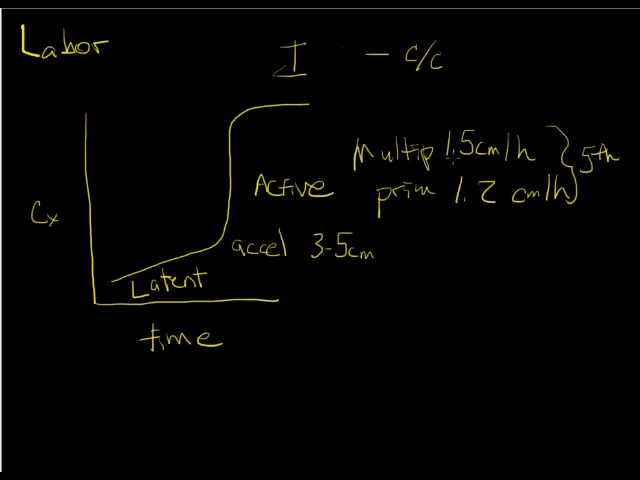 Labor
I - c/c
Multip 1.5cm/h
5th
Active prim 1.2 cm/h
Cx
accel 3-5cm
Latent
time